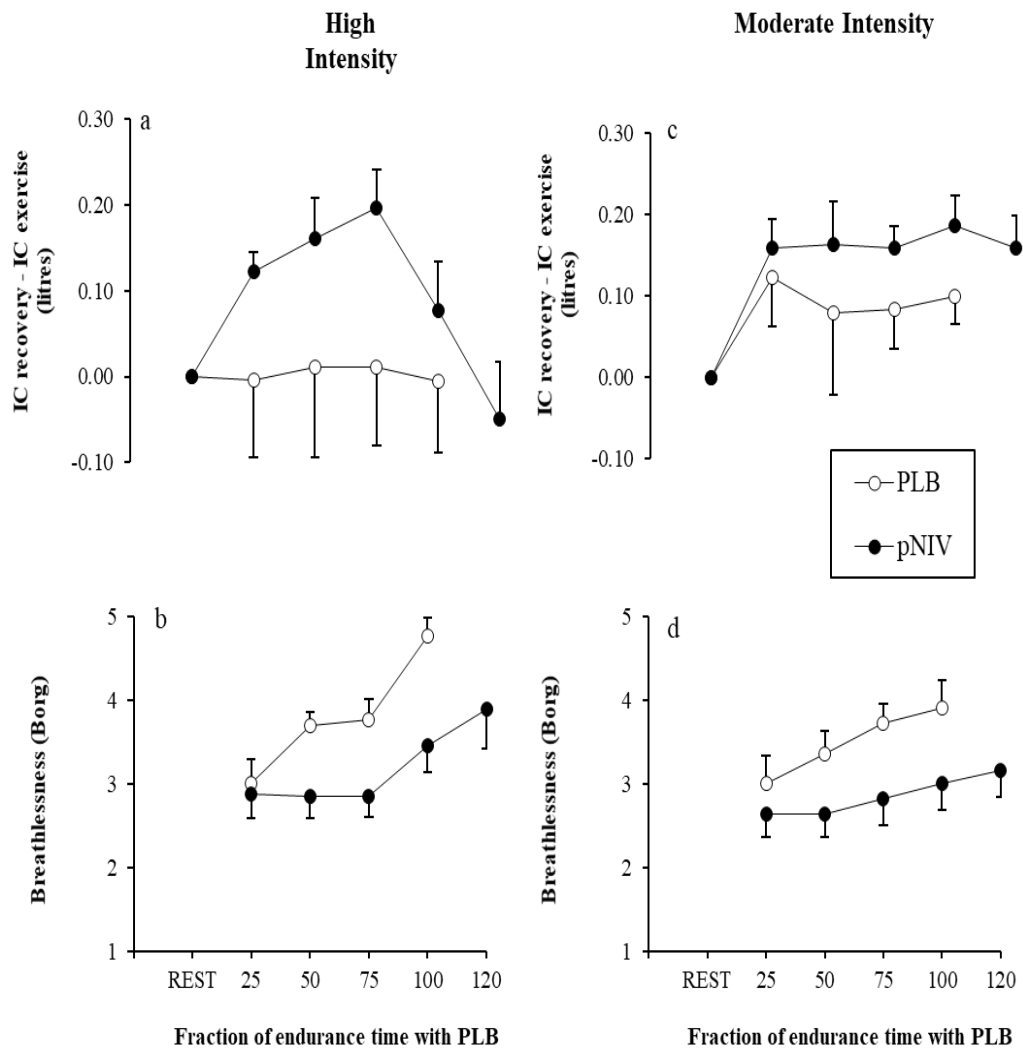 High
Intensity
Moderate Intensity
a
IC recovery - IC exercise
(litres)
0.30
0.20
0.10
0.00
-0.10
c
IC recovery - IC exercise
(litres)
0.30
0.20
0.10
0.00
-0.10
PLB
pNIV
b
Breathlessness (Borg)
5
4
3
2
1
REST 25 50 75 100 120
Fraction of endurance time with PLB
d
Breathlessness (Borg)
5
4
3
2
1
REST 25 50 75 100 120
Fraction of endurance time with PLB